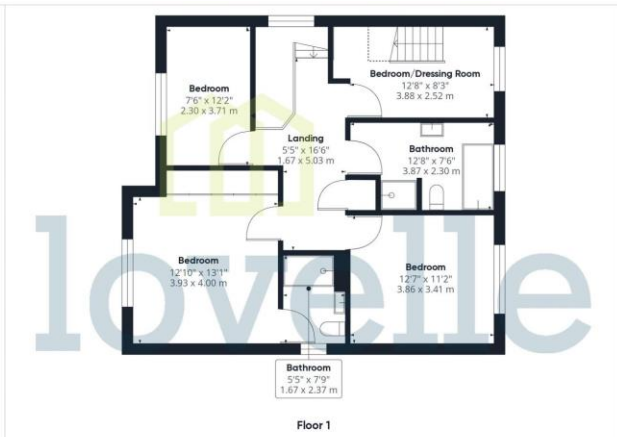 Bedroom
7'6" x 12'2"
2.30 x 3.71 m
Bedroom/Dressing Room
12'8" x 8'3"
3.88 x 2.52 m
Landing
5'5" x 16'6"
1.67 x 5.03 m
Bathroom
12'8" x 7'6"
3.87 x 2.30 m
lovelle
Bedroom
12'10" x 13'1"
3.93 x 4.00 m
Bedroom
12'7" x 11'2"
3.86 x 3.41 m
Bathroom
5'5" x 7'9"
1.67 x 2.37 m
Floor 1